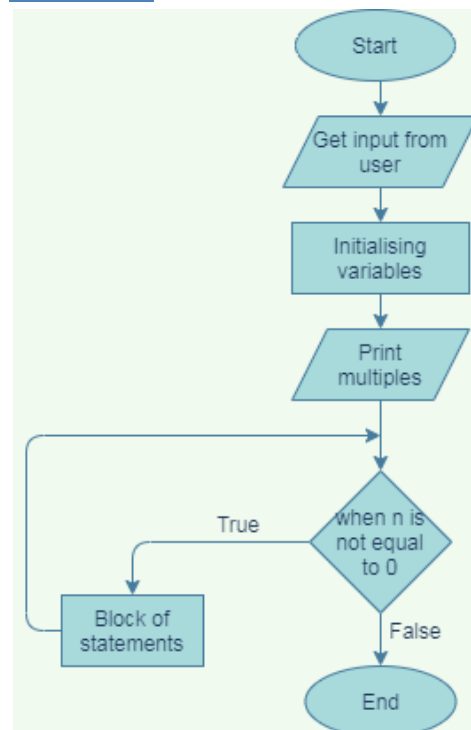 Start
Get input from
user
Initialising
variables
Print
multiples
when n is
not equal
to 0
True
Block of
statements
False
End